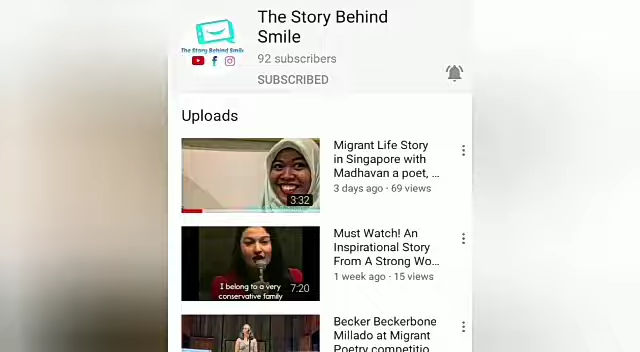 The Story Behind
Smile
The Story Behind Smile
92 subscribers
SUBSCRIBED
Uploads
Migrant Life Story
in Singapore with
Madhavan a poet, ...
3 days ago · 69 views
3:32
Must Watch! An
Inspirational Story
From A Strong Wo...
1 week ago · 15 views
I belong to a very
conservative family
7:20
Becker Beckerbone
Millado at Migrant
Poetry competitio...